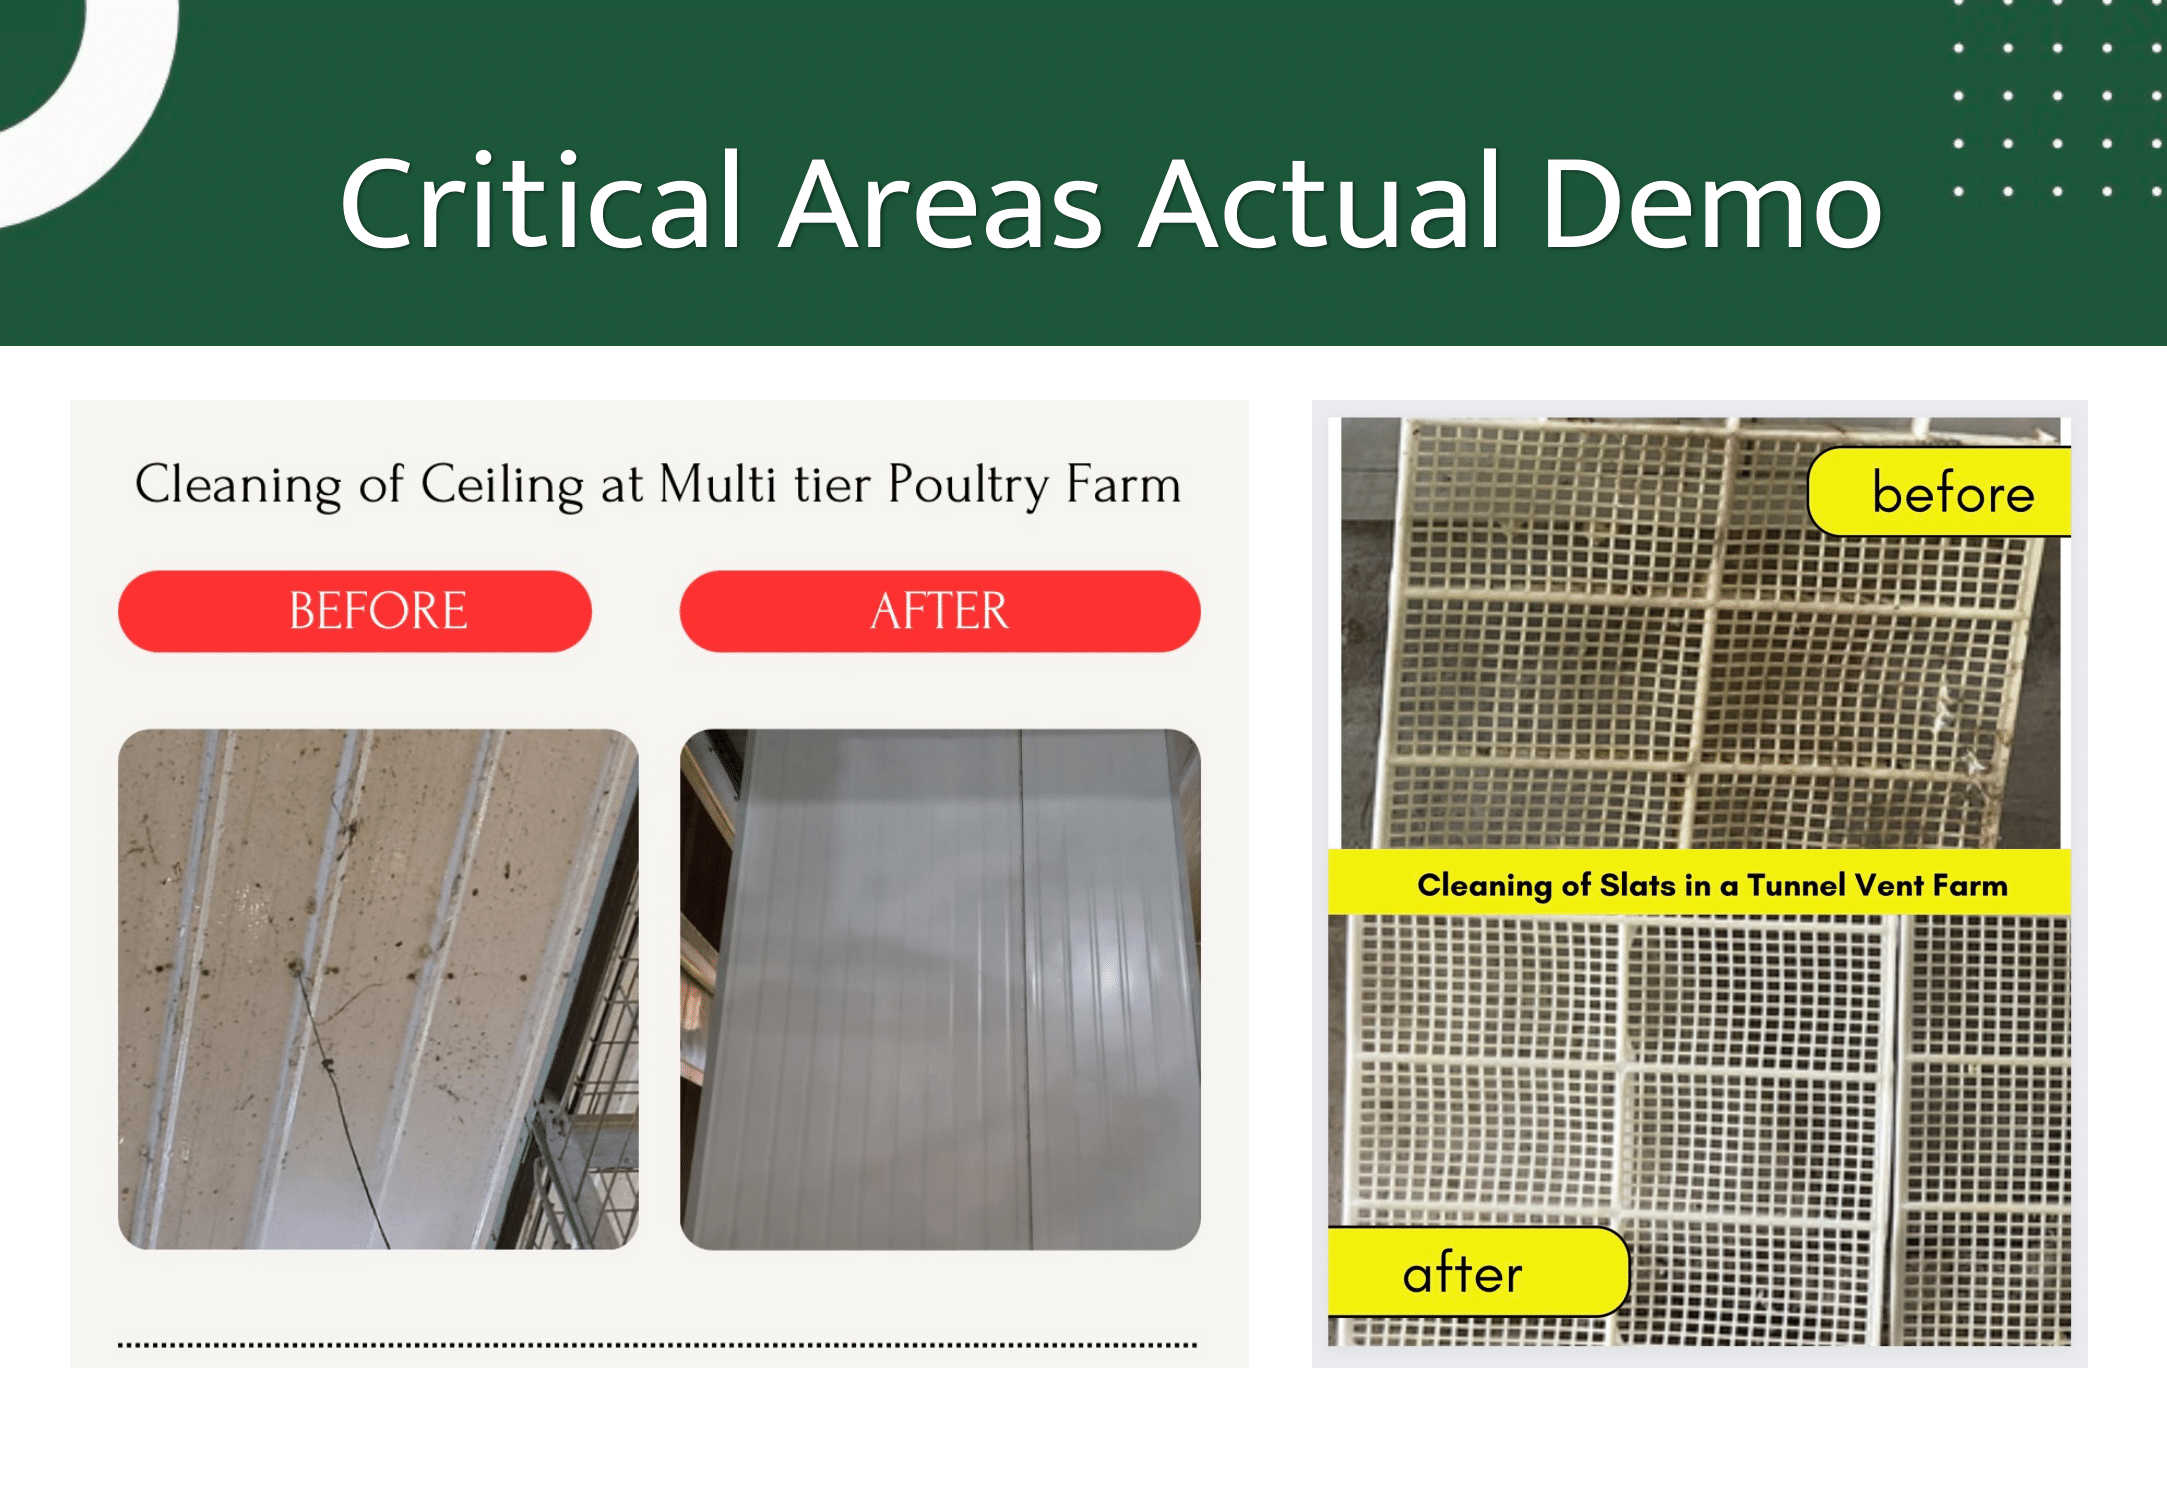 Critical Areas Actual Demo
Cleaning of Ceiling at Multi tier Poultry Farm
BEFORE
AFTER
before
Cleaning of Slats in a Tunnel Vent Farm
after